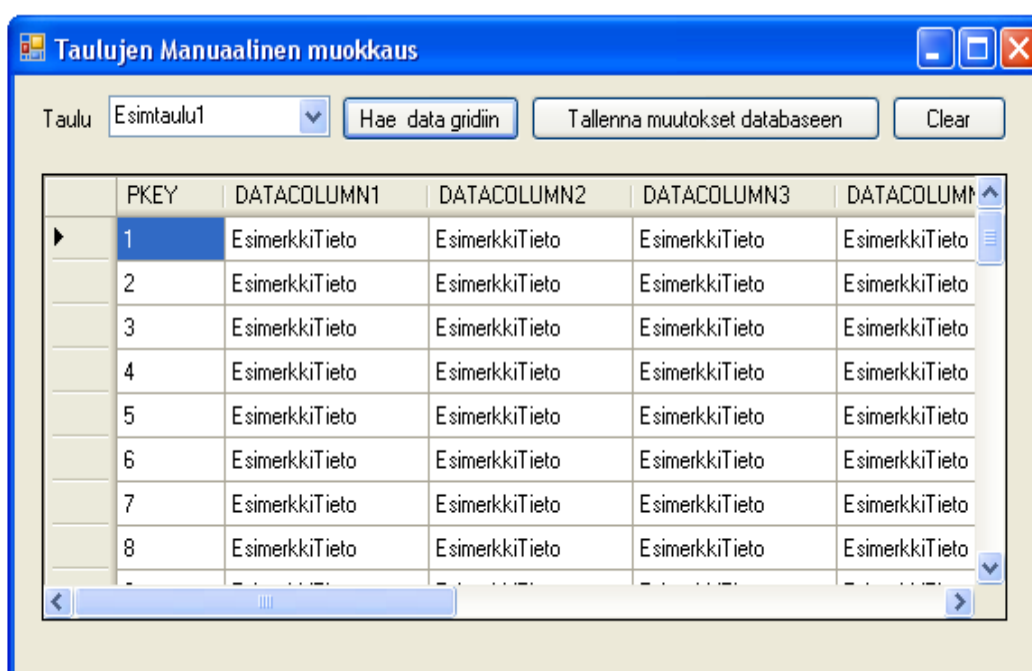 Taulujen Manuaalinen muokkaus
Taulu Esimtaulu1 Hae data gridiin Tallenna muutokset databaseen Clear
PKEY DATACOLUMN1 DATACOLUMN2 DATACOLUMN3
1 EsimerkkiTieto EsimerkkiTieto EsimerkkiTieto EsimerkkiTieto
2 EsimerkkiTieto EsimerkkiTieto EsimerkkiTieto EsimerkkiTieto
3 EsimerkkiTieto EsimerkkiTieto EsimerkkiTieto EsimerkkiTieto
4 EsimerkkiTieto EsimerkkiTieto EsimerkkiTieto EsimerkkiTieto
5 EsimerkkiTieto EsimerkkiTieto EsimerkkiTieto EsimerkkiTieto
6 EsimerkkiTieto EsimerkkiTieto EsimerkkiTieto EsimerkkiTieto
7 EsimerkkiTieto EsimerkkiTieto EsimerkkiTieto EsimerkkiTieto
8 EsimerkkiTieto EsimerkkiTieto EsimerkkiTieto EsimerkkiTieto